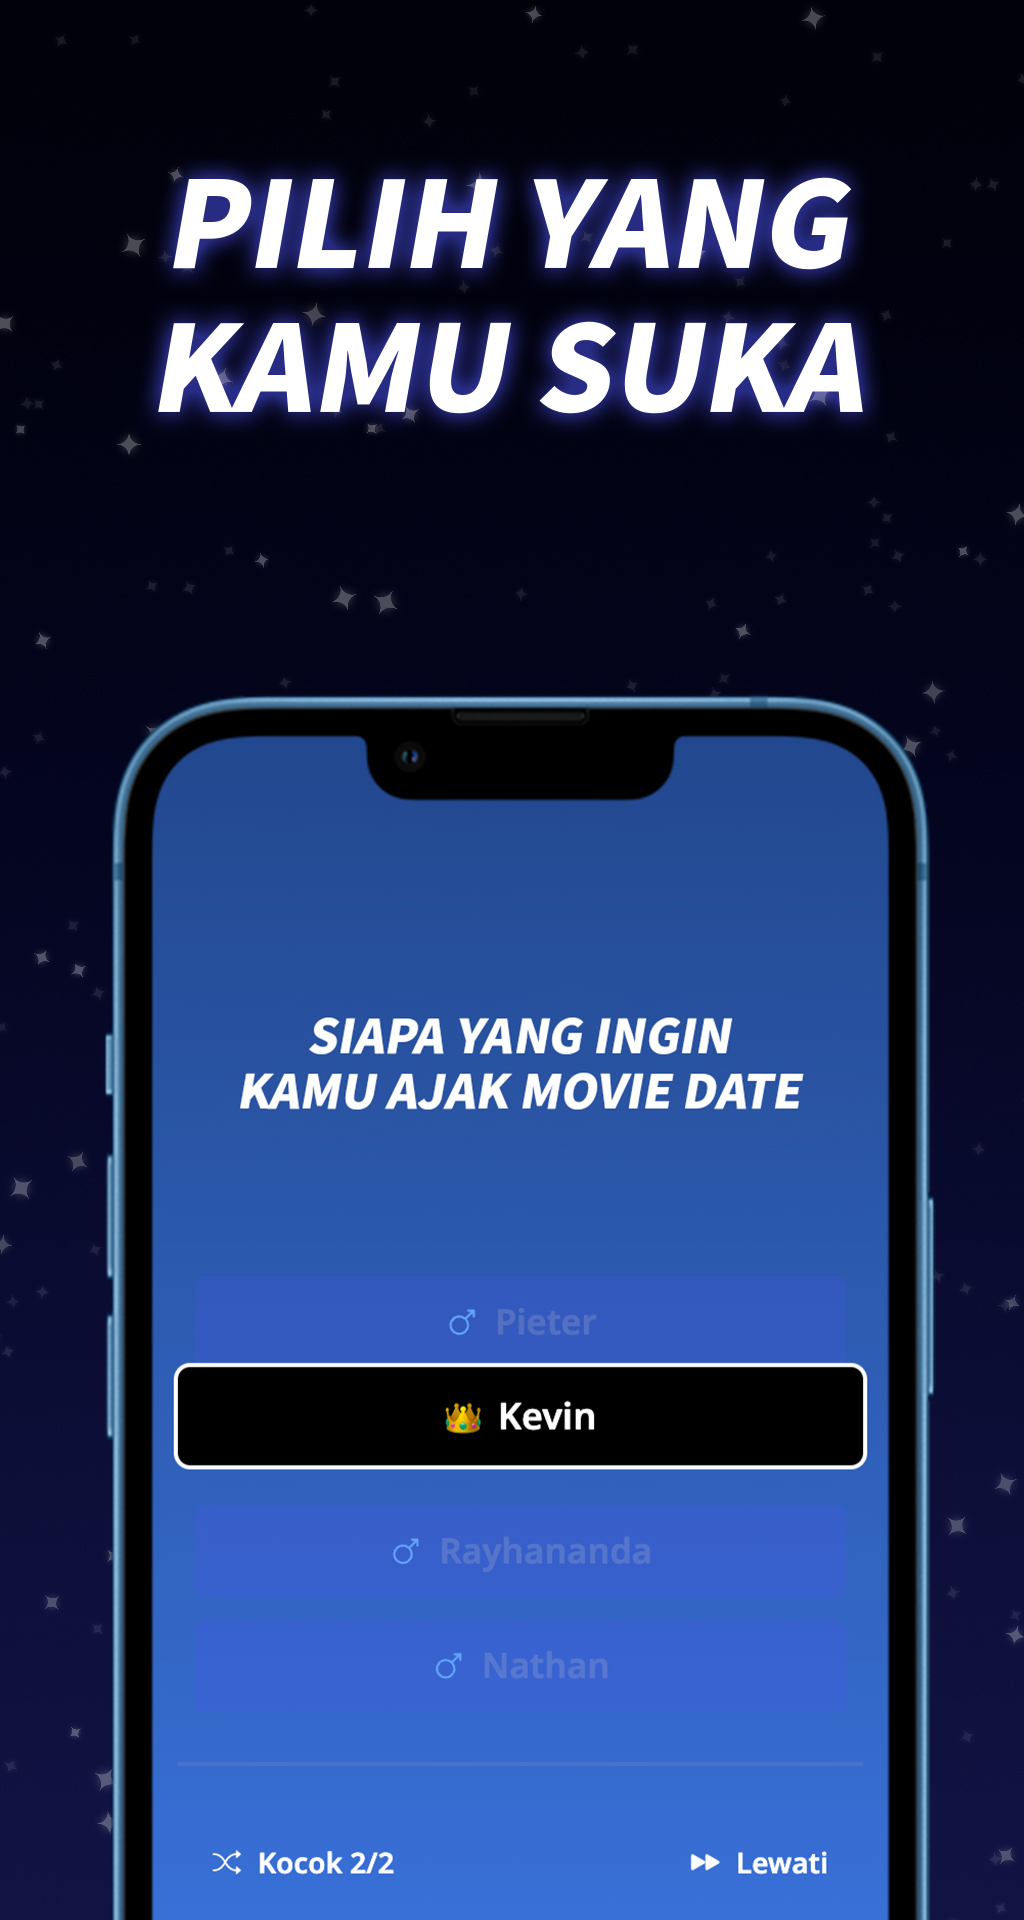 PILIH YANG
KAMU SUKA
SIAPA YANG INGIN
KAMU AJAK MOVIE DATE
Pieter
Kevin
Rayhananda
Nathan
Kocok 2/2
Lewati